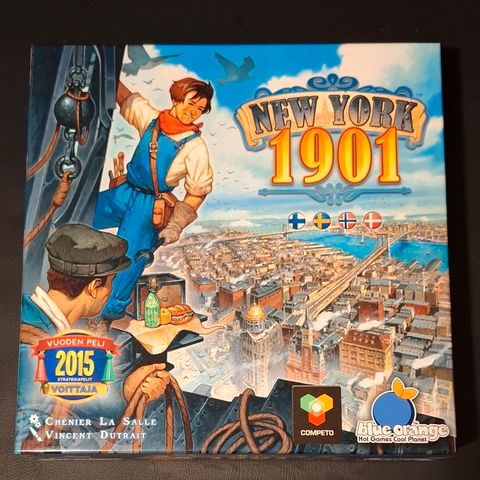 NEW YORK
1901
VUODEN PELI
2015
STRATEGIAPELIT
VOITTAJA
CHÉNIER LA SALLE
VINCENT DUTRAIT
COMPETO
blue orange
Hot Games Cool Planet